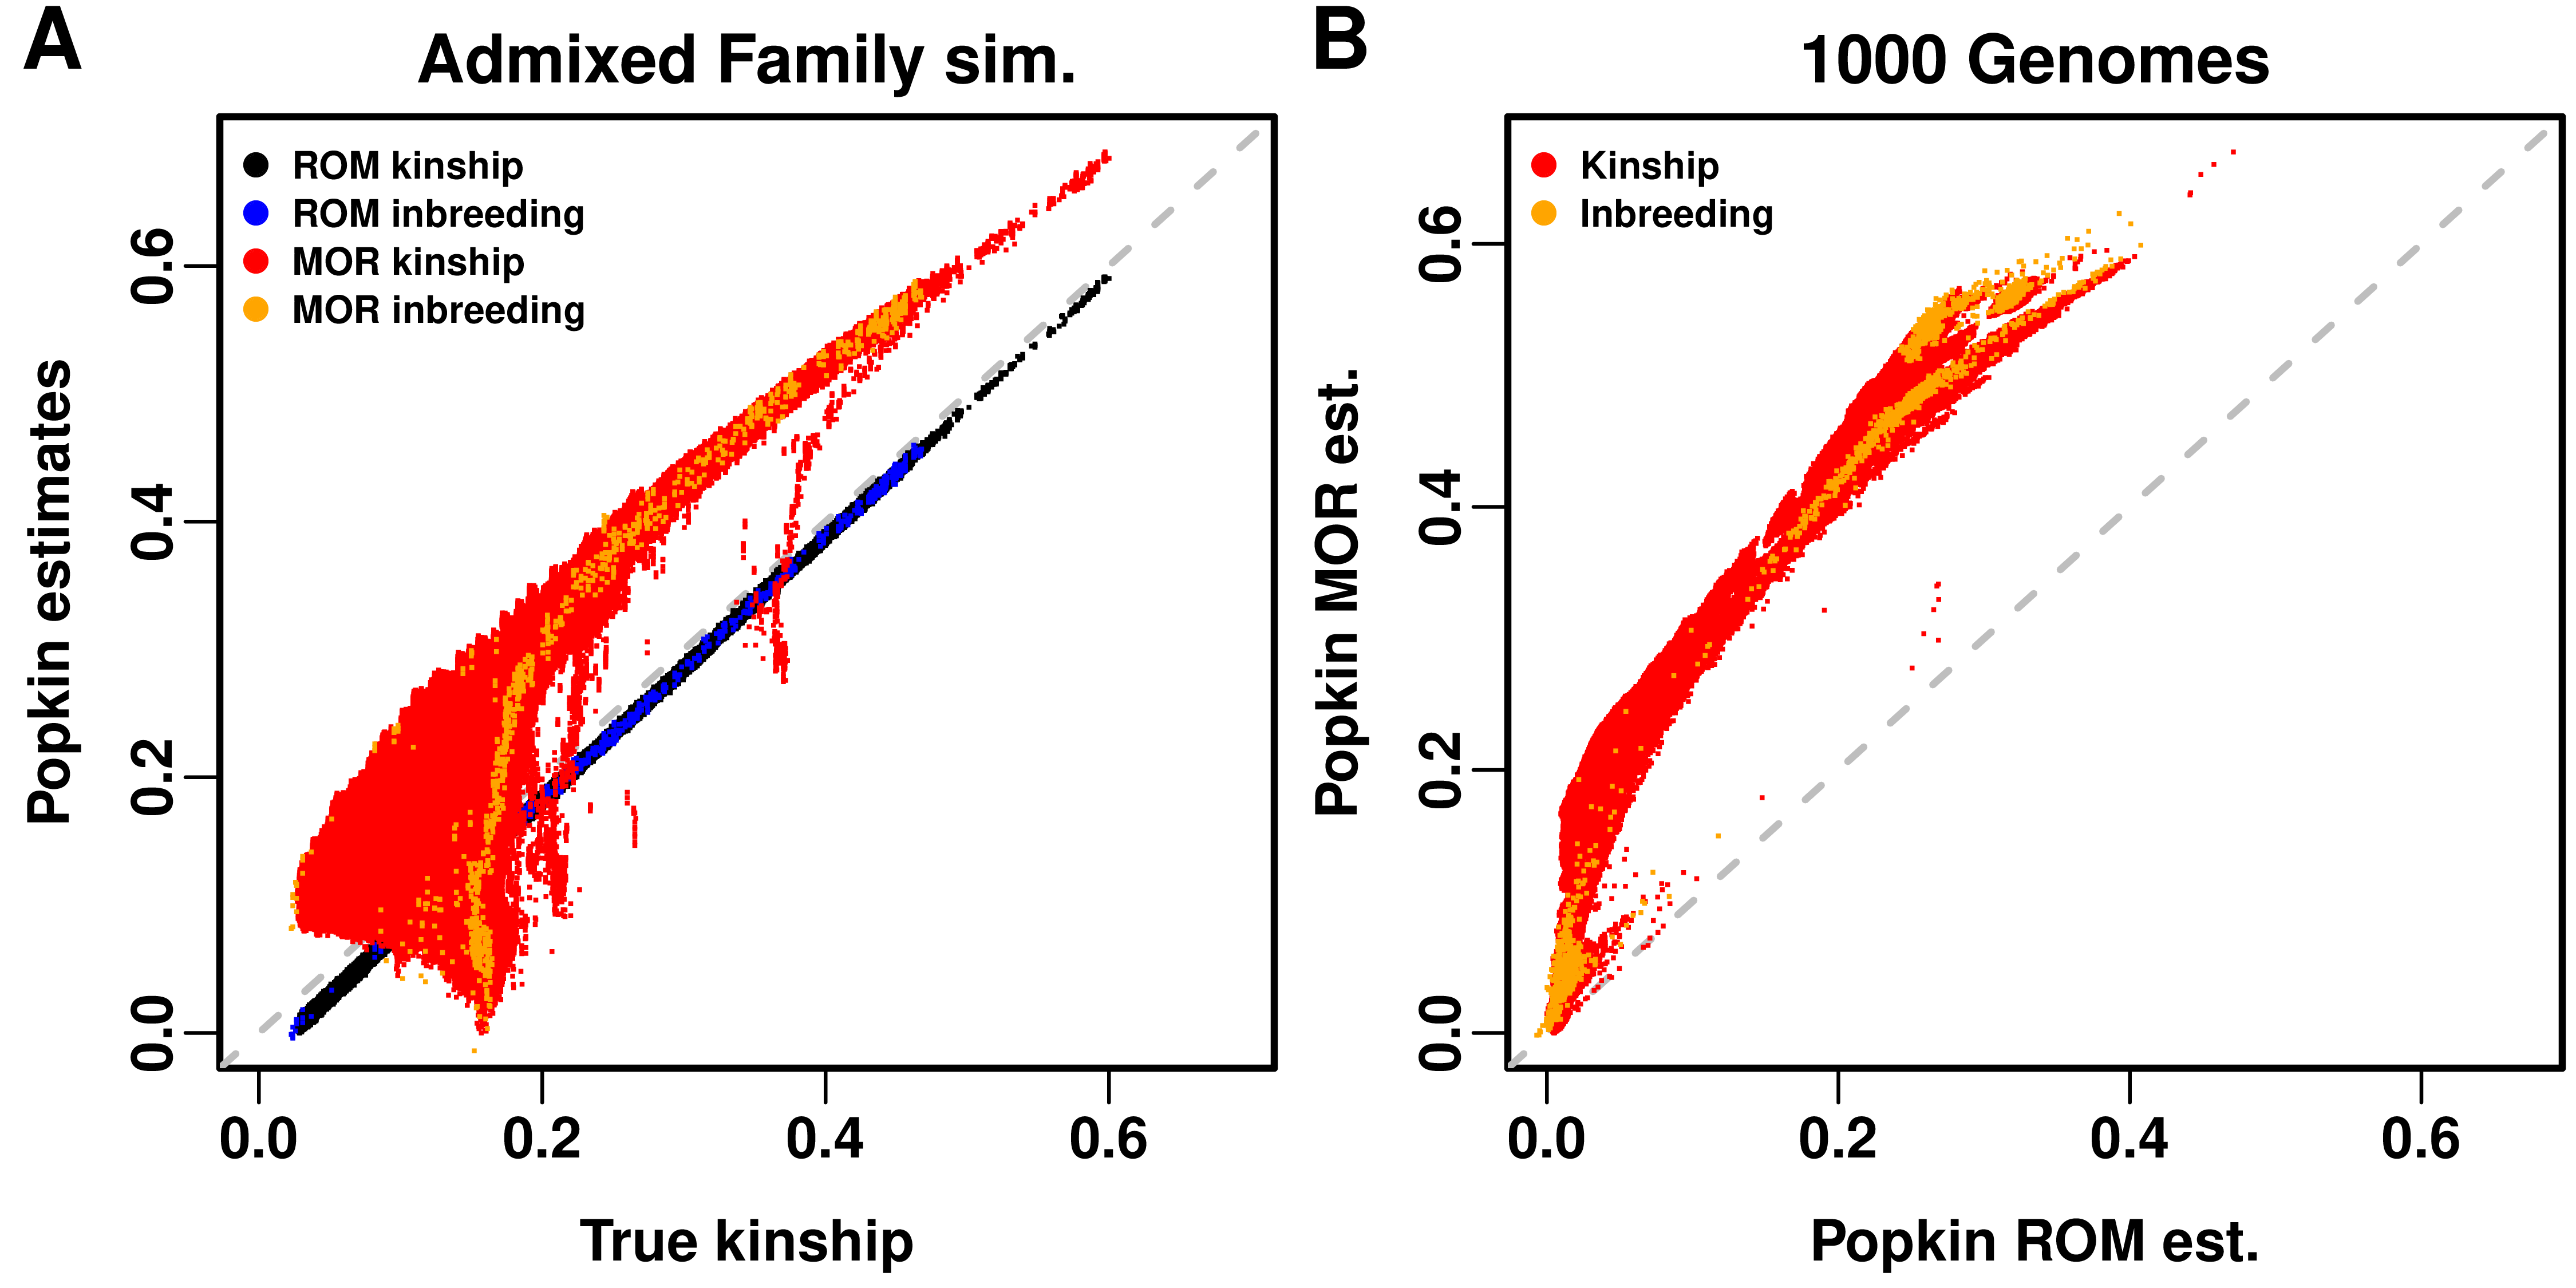 A
Admixed Family sim.
ROM kinship
ROM inbreeding
MOR kinship
MOR inbreeding
Popkin estimates
0.0
0.2
0.4
0.6
0.0 0.2 0.4 0.6
True kinship
B
1000 Genomes
Kinship
Inbreeding
Popkin MOR est.
0.0
0.2
0.4
0.6
0.0 0.2 0.4 0.6
Popkin ROM est.